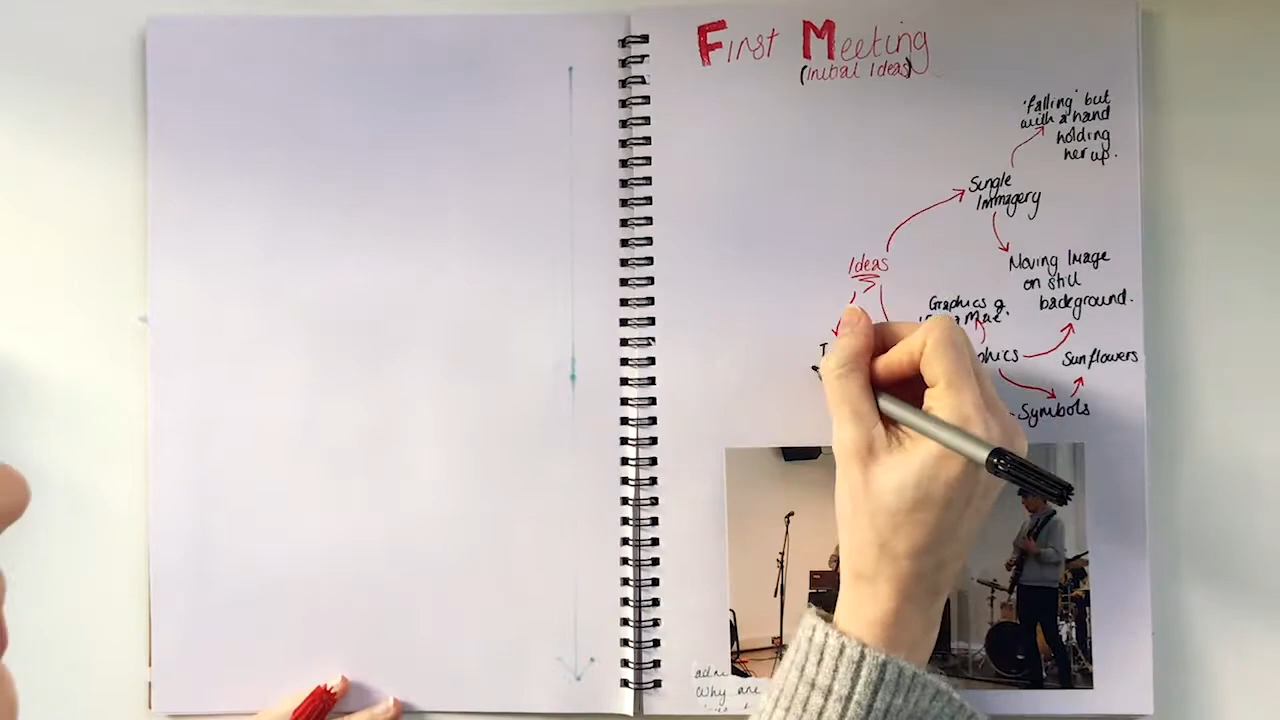 First Meeting
(Initial Ideas)
'falling' but
with a hand
holding
her up.
Single
Immagery
Ideas
Moving Image
on still
background.
Graphics &
Sunflowers
Symbols
Why are